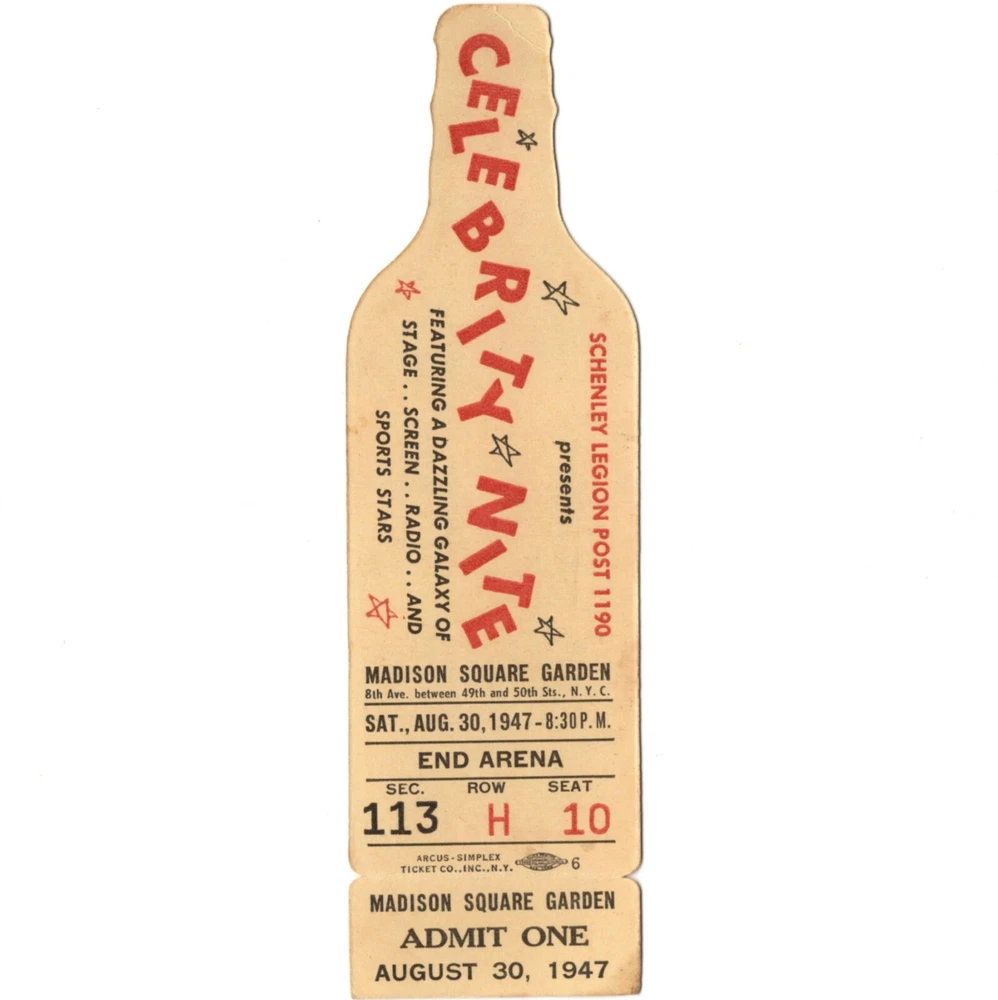 SCHENLEY LEGION POST 1190
presents
CELEBRITY NITE
FEATURING A DAZZLING GALAXY OF
STAGE . . SCREEN . . RADIO . . AND
SPORTS STARS
MADISON SQUARE GARDEN
8th Ave. between 49th and 50th Sts., N. Y. C.
SAT., AUG. 30, 1947 - 8:30 P. M.
END ARENA
SEC. ROW SEAT
113 H 10
ARCUS - SIMPLEX
TICKET CO., INC., N.Y. 6
MADISON SQUARE GARDEN
ADMIT ONE
AUGUST 30, 1947